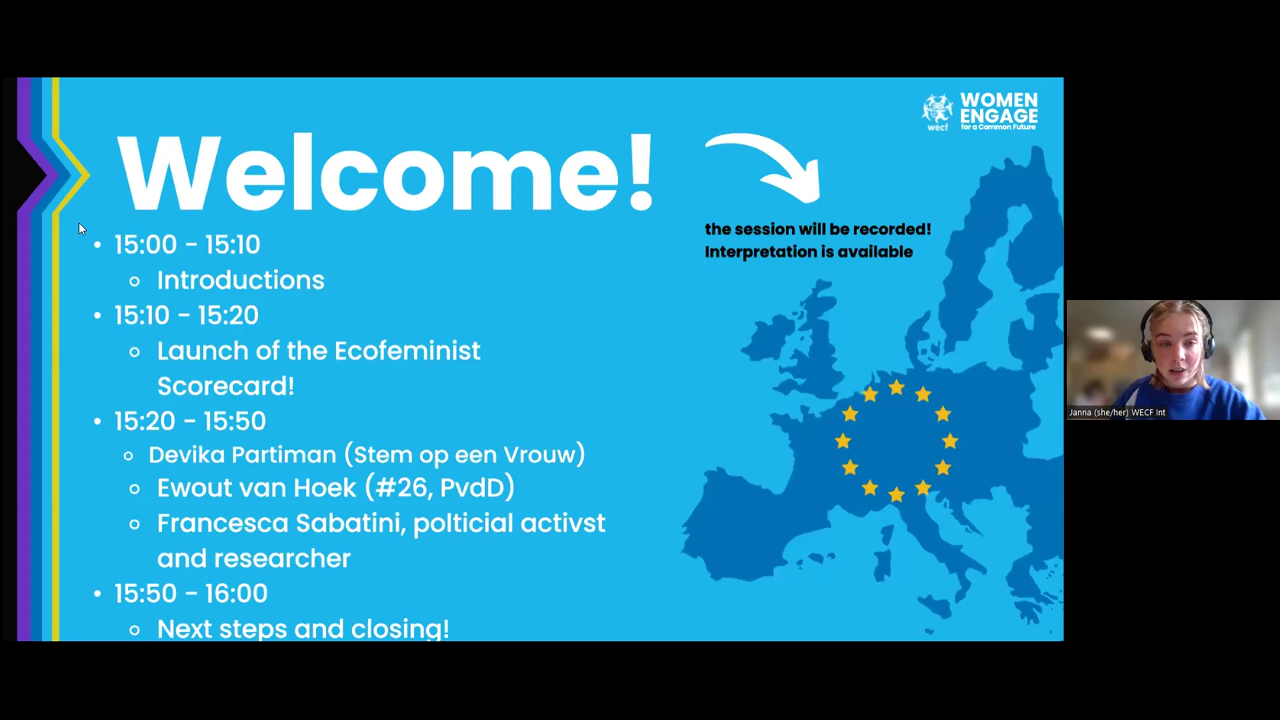 WOMEN
ENGAGE
for a Common Future
wecf
Welcome!
the session will be recorded!
Interpretation is available
• 15:00 - 15:10
Introductions
• 15:10 - 15:20
Launch of the Ecofeminist
Scorecard!
• 15:20 - 15:50
Devika Partiman (Stem op een Vrouw)
Ewout van Hoek (#26, PvdD)
Francesca Sabatini, polticial activst
and researcher
• 15:50 - 16:00
Next steps and closing!
Janna (she/her) WECF Int